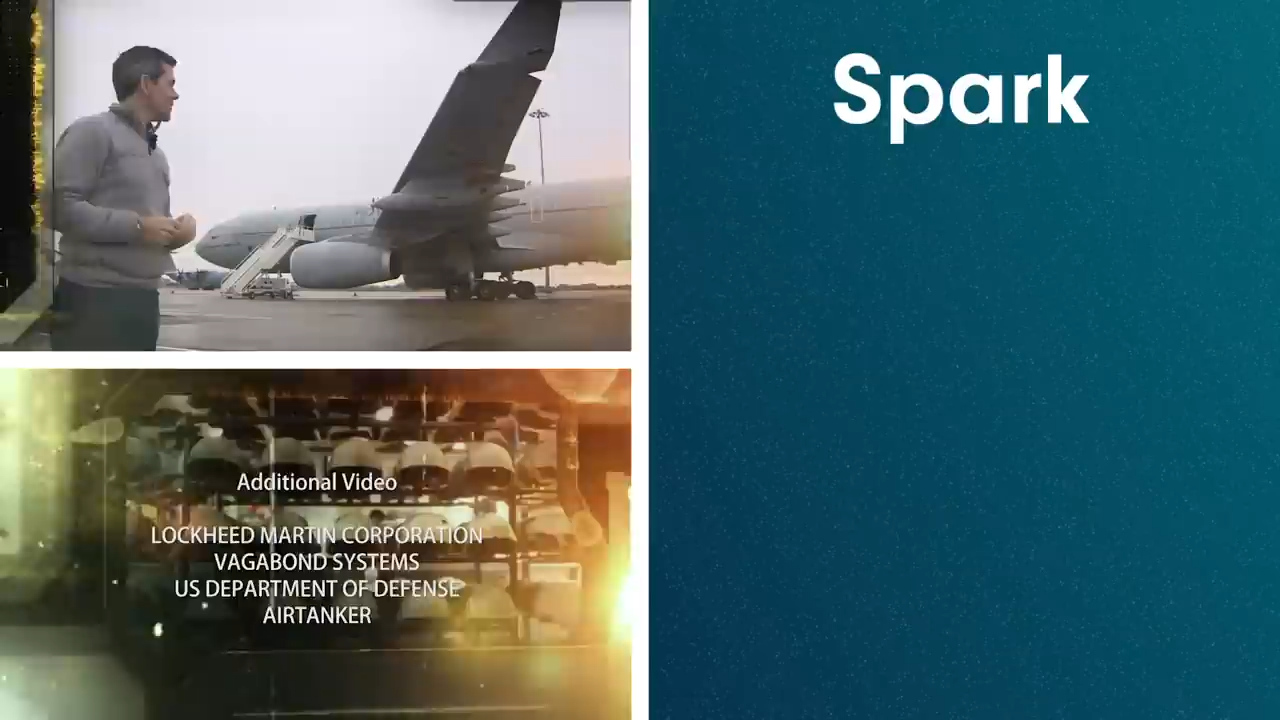 Spark
Additional Video
LOCKHEED MARTIN CORPORATION
VAGABOND SYSTEMS
US DEPARTMENT OF DEFENSE
AIRTANKER